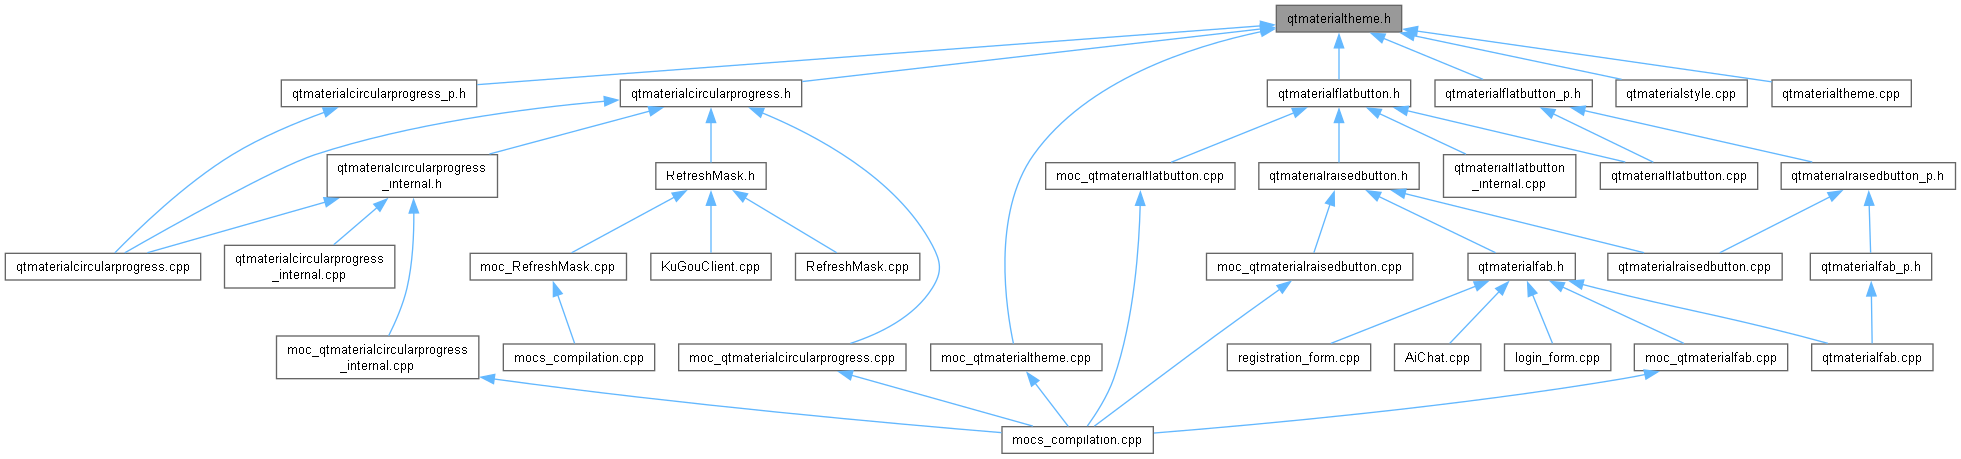 qtmaterialtheme.h
qtmaterialcircularprogress_p.h
qtmaterialcircularprogress.h
qtmaterialflatbutton.h
qtmaterialflatbutton_p.h
qtmaterialstyle.cpp
qtmaterialtheme.cpp
qtmaterialcircularprogress
_internal.h
RefreshMask.h
moc_qtmaterialflatbutton.cpp
qtmaterialraisedbutton.h
qtmaterialflatbutton
_internal.cpp
qtmaterialflatbutton.cpp
qtmaterialraisedbutton_p.h
qtmaterialcircularprogress.cpp
qtmaterialcircularprogress
_internal.cpp
moc_RefreshMask.cpp
KuGouClient.cpp
RefreshMask.cpp
moc_qtmaterialraisedbutton.cpp
qtmaterialfab.h
qtmaterialraisedbutton.cpp
qtmaterialfab_p.h
moc_qtmaterialcircularprogress
_internal.cpp
mocs_compilation.cpp
moc_qtmaterialcircularprogress.cpp
moc_qtmaterialtheme.cpp
registration_form.cpp
AiChat.cpp
login_form.cpp
moc_qtmaterialfab.cpp
qtmaterialfab.cpp
mocs_compilation.cpp